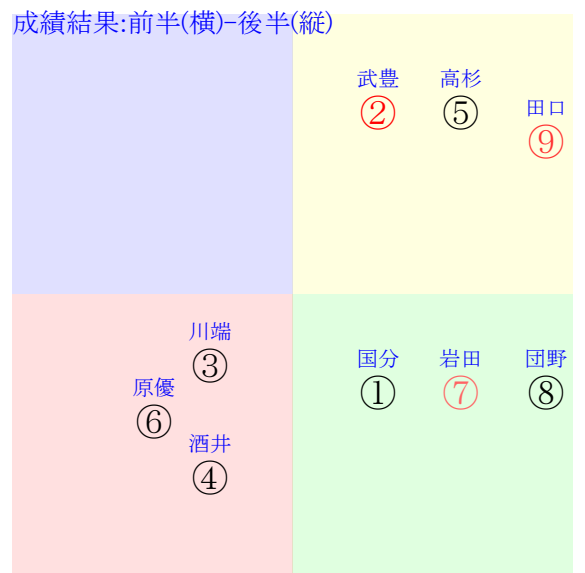 成績結果:前半(横)-後半(縦)
武豊 高杉
② ⑤
田口
⑨
川端
③
国分 岩田 団野
① ⑦ ⑧
原優
⑥
酒井
④